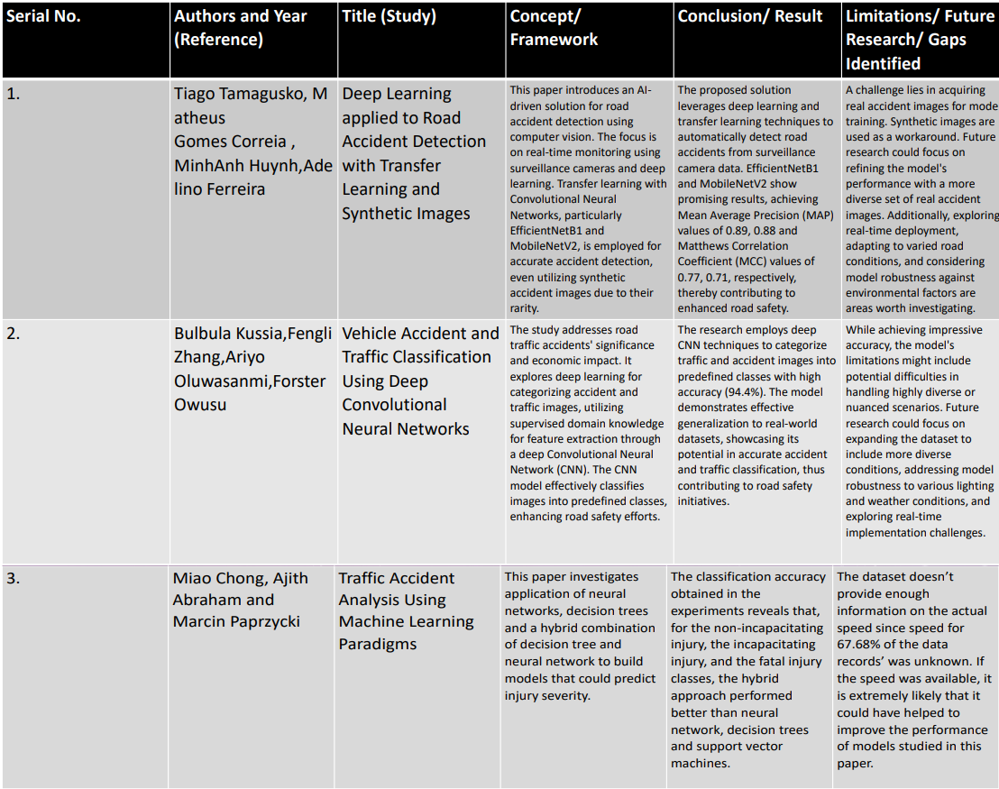 Serial No.
Authors and Year
(Reference)
Title (Study)
Concept/
Framework
Conclusion/ Result
Limitations/ Future
Research/ Gaps
Identified
1.
Tiago Tamagusko, M
atheus
Gomes Correia ,
MinhAnh Huynh,Ade
lino Ferreira
Deep Learning
applied to Road
Accident Detection
with Transfer
Learning and
Synthetic Images
This paper introduces an AI-
driven solution for road
accident detection using
computer vision. The focus is
on real-time monitoring using
surveillance cameras and deep
learning. Transfer learning with
Convolutional Neural
Networks, particularly
EfficientNetB1 and
MobileNetV2, is employed for
accurate accident detection,
even utilizing synthetic
accident images due to their
rarity.
The proposed solution
leverages deep learning and
transfer learning techniques to
automatically detect road
accidents from surveillance
camera data. EfficientNetB1
and MobileNetV2 show
promising results, achieving
Mean Average Precision (MAP)
values of 0.89, 0.88 and
Matthews Correlation
Coefficient (MCC) values of
0.77, 0.71, respectively,
thereby contributing to
enhanced road safety.
A challenge lies in acquiring
real accident images for mode
training. Synthetic images are
used as a workaround. Future
research could focus on
refining the model's
performance with a more
diverse set of real accident
images. Additionally, exploring
real-time deployment,
adapting to varied road
conditions, and considering
model robustness against
environmental factors are
areas worth investigating.
2.
Bulbula Kussia,Fengli
Zhang,Ariyo
Oluwasanmi,Forster
Owusu
Vehicle Accident and
Traffic Classification
Using Deep
Convolutional
Neural Networks
The study addresses road
traffic accidents' significance
and economic impact. It
explores deep learning for
categorizing accident and
traffic images, utilizing
supervised domain knowledge
for feature extraction through
a deep Convolutional Neural
Network (CNN). The CNN
model effectively classifies
images into predefined classes,
enhancing road safety efforts.
The research employs deep
CNN techniques to categorize
traffic and accident images into
predefined classes with high
accuracy (94.4%). The model
demonstrates effective
generalization to real-world
datasets, showcasing its
potential in accurate accident
and traffic classification, thus
contributing to road safety
initiatives.
While achieving impressive
accuracy, the model's
limitations might include
potential difficulties in
handling highly diverse or
nuanced scenarios. Future
research could focus on
expanding the dataset to
include more diverse
conditions, addressing model
robustness to various lighting
and weather conditions, and
exploring real-time
implementation challenges.
3.
Miao Chong, Ajith
Abraham and
Marcin Paprzycki
Traffic Accident
Analysis Using
Machine Learning
Paradigms
This paper investigates
application of neural
networks, decision trees
and a hybrid combination
of decision tree and
neural network to build
models that could predict
injury severity.
The classification accuracy
obtained in the
experiments reveals that,
for the non-incapacitating
injury, the incapacitating
injury, and the fatal injury
classes, the hybrid
approach performed
better than neural
network, decision trees
and support vector
machines.
The dataset doesn’t
provide enough
information on the actual
speed since speed for
67.68% of the data
records’ was unknown. If
the speed was available, it
is extremely likely that it
could have helped to
improve the performance
of models studied in this
paper.